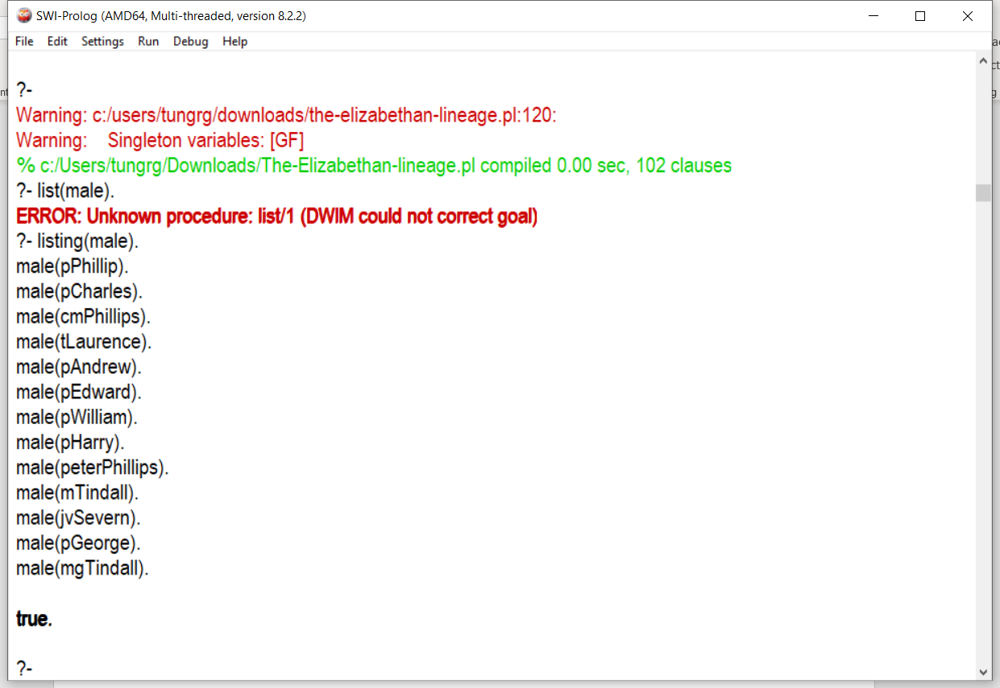 SWI-Prolog (AMD64, Multi-threaded, version 8.2.2)
File Edit Settings Run Debug Help
?-
Warning: c:/users/tungrg/downloads/the-elizabethan-lineage.pl:120:
Warning:    Singleton variables: [GF]
% c:/Users/tungrg/Downloads/The-Elizabethan-lineage.pl compiled 0.00 sec, 102 clauses
?- list(male).
ERROR: Unknown procedure: list/1 (DWIM could not correct goal)
?- listing(male).
male(pPhillip).
male(pCharles).
male(cmPhillips).
male(tLaurence).
male(pAndrew).
male(pEdward).
male(pWilliam).
male(pHarry).
male(peterPhillips).
male(mTindall).
male(jvSevern).
male(pGeorge).
male(mgTindall).
true.
?-